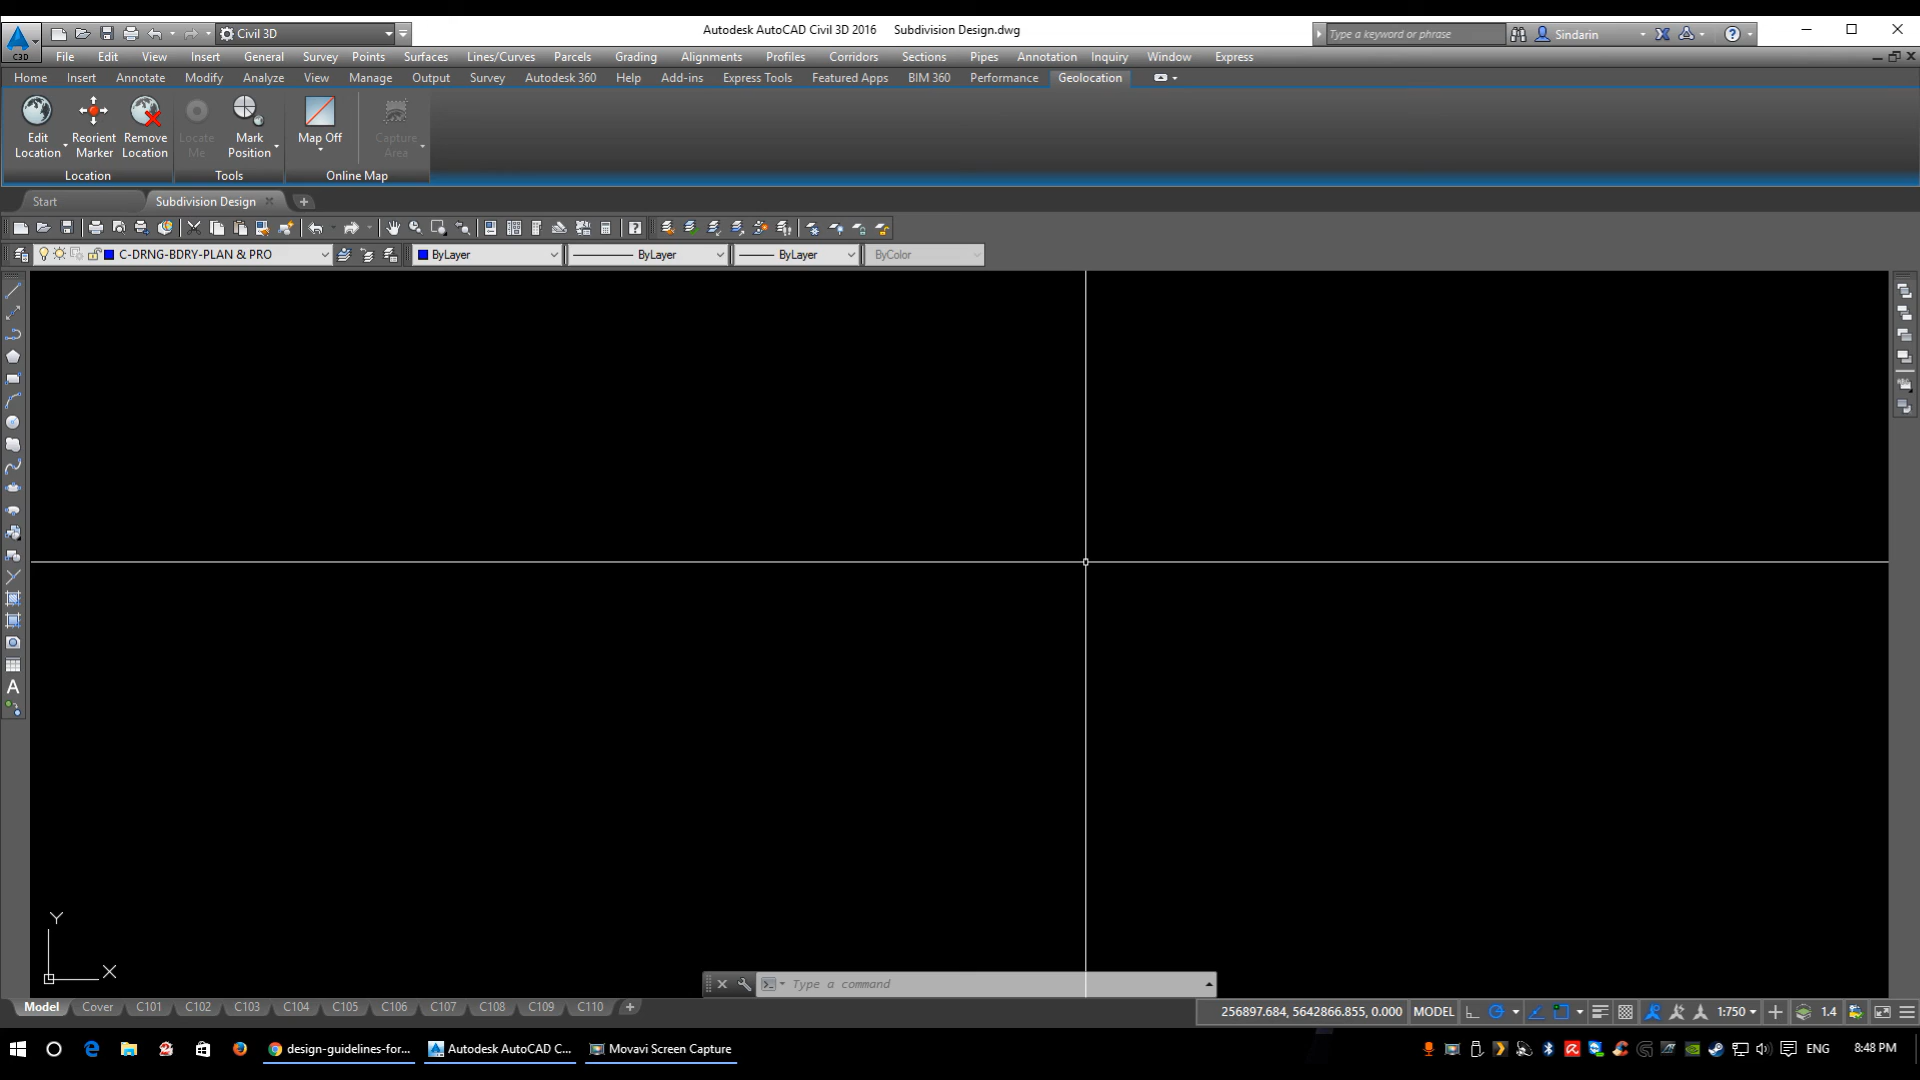 Civil 3D
Autodesk AutoCAD Civil 3D 2016 Subdivision Design.dwg
Type a keyword or phrase
Sindarin
C3D
File Edit View Insert General Survey Points Surfaces Lines/Curves Parcels Grading Alignments Profiles Corridors Sections Pipes Annotation Inquiry Window Express
Home Insert Annotate Modify Analyze View Manage Output Survey Autodesk 360 Help Add-ins Express Tools Featured Apps BIM 360 Performance Geolocation
Edit Reorient Remove Locate Mark Map Off Capture
Location Marker Location Me Position Area
Location Tools Online Map
Start Subdivision Design
C-DRNG-BDRY-PLAN & PRO ByLayer ByLayer ByLayer ByColor
A
Y
X
Type a command
Model Cover C101 C102 C103 C104 C105 C106 C107 C108 C109 C110
256897.684, 5642866.855, 0.000 MODEL 1:750 1.4
design-guidelines-for... Autodesk AutoCAD C... Movavi Screen Capture ENG 8:48 PM